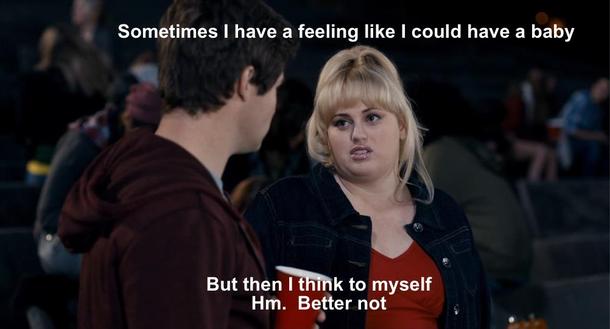 Sometimes I have a feeling like I could have a baby
But then I think to myself
Hm.  Better not